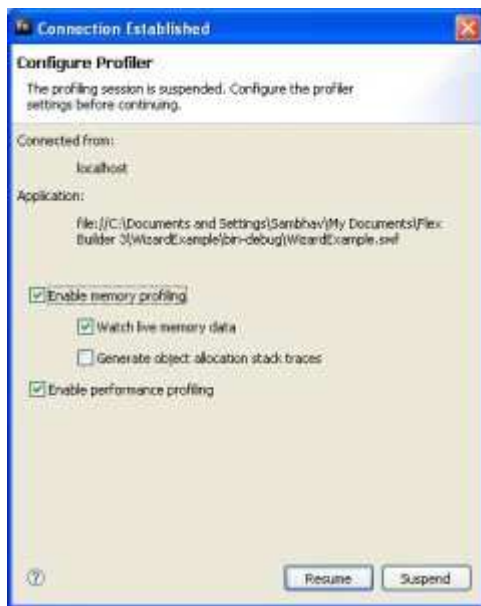 Connection Established
Configure Profiler
The profiling session is suspended. Configure the profiler
settings before continuing.
Connected from:
localhost
Application:
file://C:\Documents and Settings\Sambhav\My Documents\Flex
Builder 3\WizardExample\bin-debug\WizardExample.swf
Enable memory profiling
Watch live memory data
Generate object allocation stack traces
Enable performance profiling
?
Resume
Suspend